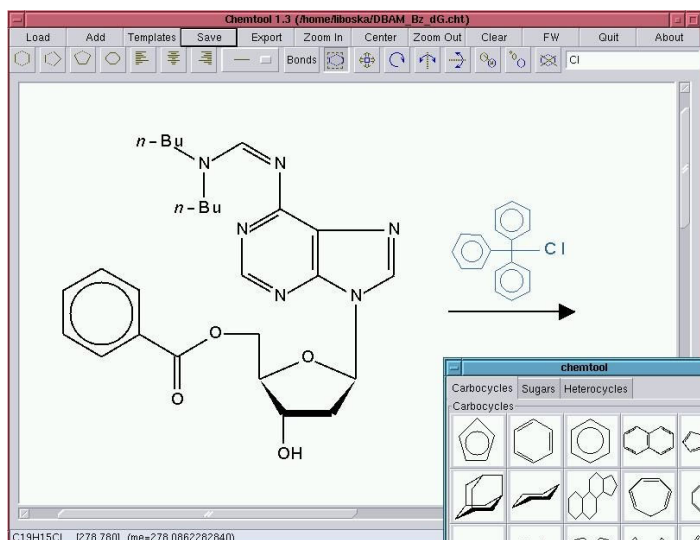 Chemtool 1.3 (/home/liboska/DBAM_Bz_dG.cht)
Load Add Templates Save Export Zoom In Center Zoom Out Clear FW Quit About
Bonds Cl
n-Bu
N N
n-Bu
N N
Cl
N N
O
O
O
OH
chemtool
Carbocycles Sugars Heterocycles
Carbocycles
C19H15CL [278.780] (me=278.0862282840)